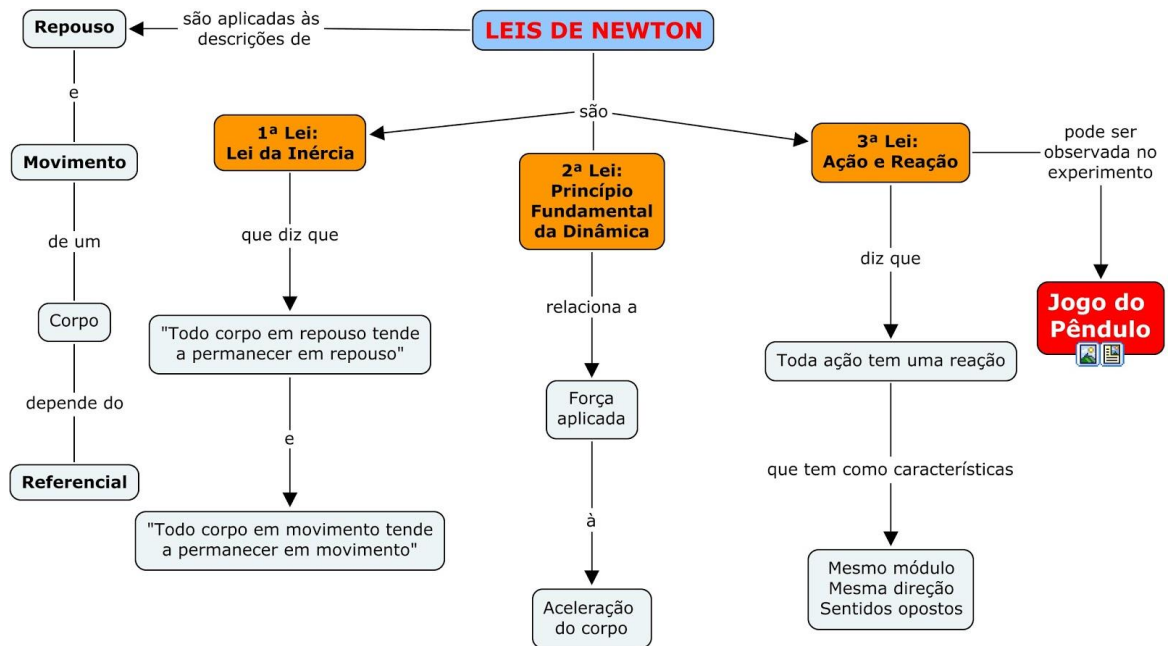 LEIS DE NEWTON
são aplicadas às
descrições de
Repouso
e
Movimento
de um
Corpo
depende do
Referencial
são
1ª Lei:
Lei da Inércia
que diz que
"Todo corpo em repouso tende
a permanecer em repouso"
e
"Todo corpo em movimento tende
a permanecer em movimento"
2ª Lei:
Princípio
Fundamental
da Dinâmica
relaciona a
Força
aplicada
à
Aceleração
do corpo
3ª Lei:
Ação e Reação
diz que
Toda ação tem uma reação
que tem como características
Mesmo módulo
Mesma direção
Sentidos opostos
pode ser
observada no
experimento
Jogo do
Pêndulo